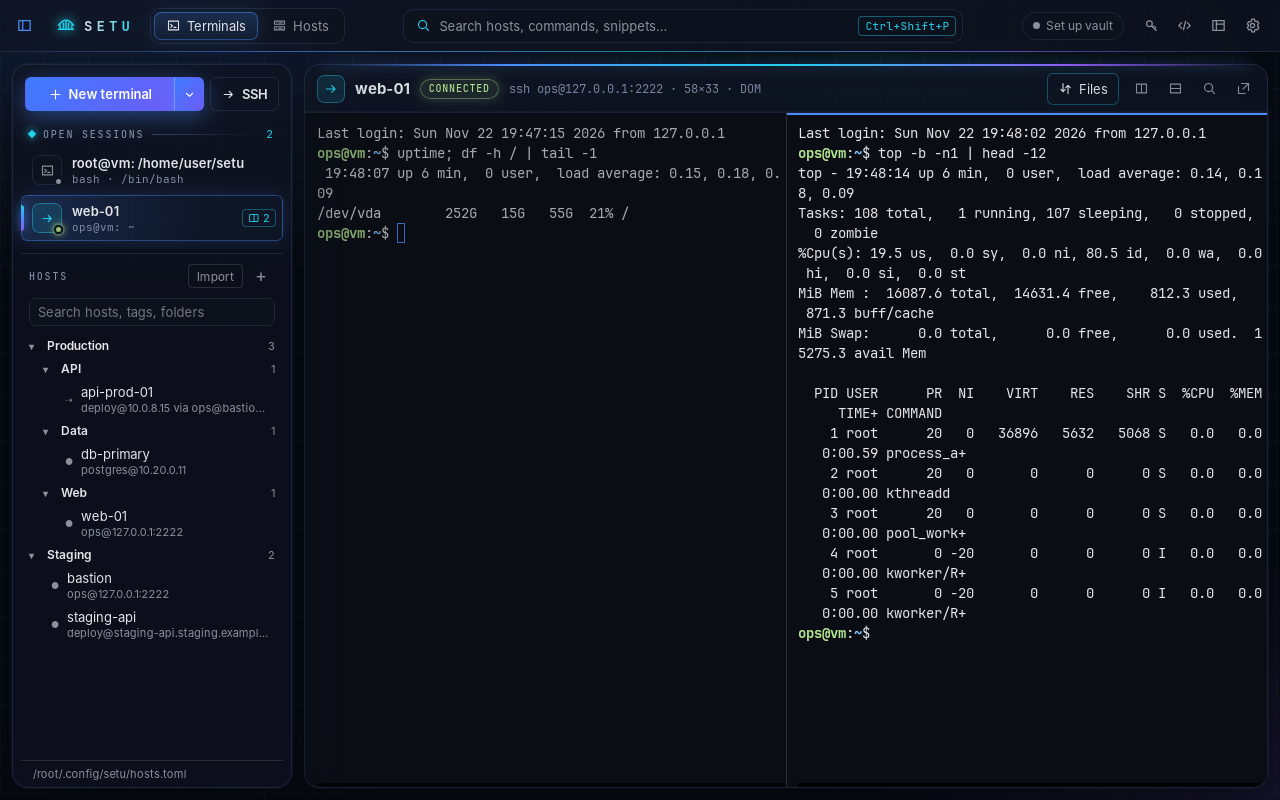 SETU
Terminals
Hosts
Search hosts, commands, snippets...
Ctrl+Shift+P
Set up vault
New terminal
SSH
OPEN SESSIONS
2
root@vm: /home/user/setu
bash · /bin/bash
web-01
ops@vm: ~
2
HOSTS
Import
Search hosts, tags, folders
Production
3
API
1
api-prod-01
deploy@10.0.8.15 via ops@bastio...
Data
1
db-primary
postgres@10.20.0.11
Web
1
web-01
ops@127.0.0.1:2222
Staging
2
bastion
ops@127.0.0.1:2222
staging-api
deploy@staging-api.staging.exampl...
/root/.config/setu/hosts.toml
web-01
CONNECTED
ssh ops@127.0.0.1:2222 · 58×33 · DOM
Files
Last login: Sun Nov 22 19:47:15 2026 from 127.0.0.1
ops@vm:~$ uptime; df -h / | tail -1
19:48:07 up 6 min,  0 user,  load average: 0.15, 0.18, 0.
09
/dev/vda        252G   15G   55G  21% /
ops@vm:~$
Last login: Sun Nov 22 19:48:02 2026 from 127.0.0.1
ops@vm:~$ top -b -n1 | head -12
top - 19:48:14 up 6 min,  0 user,  load average: 0.14, 0.1
8, 0.09
Tasks: 108 total,   1 running, 107 sleeping,   0 stopped,
  0 zombie
%Cpu(s): 19.5 us,  0.0 sy,  0.0 ni, 80.5 id,  0.0 wa,  0.0
 hi,  0.0 si,  0.0 st
MiB Mem :  16087.6 total,  14631.4 free,    812.3 used,
 871.3 buff/cache
MiB Swap:      0.0 total,      0.0 free,      0.0 used.  1
5275.3 avail Mem
  PID USER      PR  NI    VIRT    RES    SHR S  %CPU  %MEM
     TIME+ COMMAND
    1 root      20   0   36896   5632   5068 S   0.0   0.0
   0:00.59 process_a+
    2 root      20   0       0      0      0 S   0.0   0.0
   0:00.00 kthreadd
    3 root      20   0       0      0      0 S   0.0   0.0
   0:00.00 pool_work+
    4 root       0 -20       0      0      0 I   0.0   0.0
   0:00.00 kworker/R+
    5 root       0 -20       0      0      0 I   0.0   0.0
   0:00.00 kworker/R+
ops@vm:~$